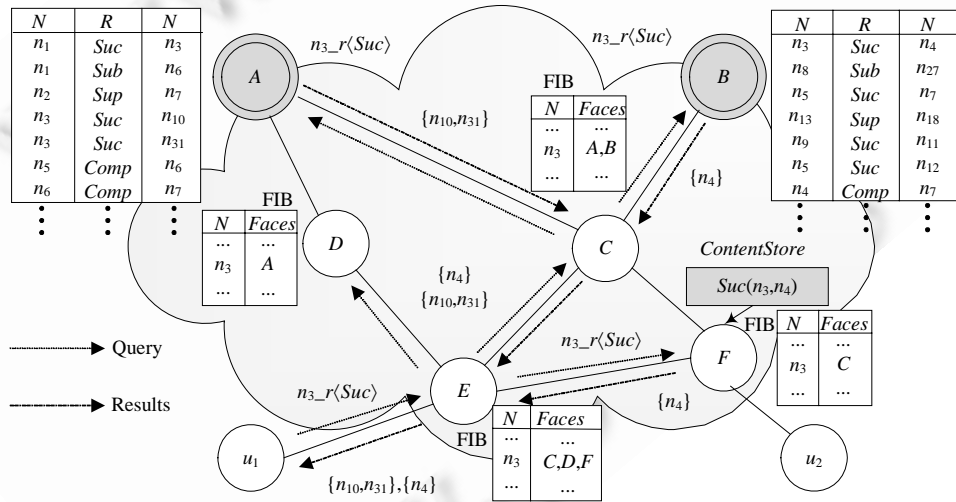 N R N
n₁ Suc n₃
n₁ Sub n₆
n₂ Sup n₇
n₃ Suc n₁₀
n₃ Suc n₃₁
n₅ Comp n₆
n₆ Comp n₇
n₃_r⟨Suc⟩
A
n₃_r⟨Suc⟩
B
N R N
n₃ Suc n₄
n₈ Sub n₂₇
n₅ Suc n₇
n₁₃ Sup n₁₈
n₉ Suc n₁₁
n₅ Suc n₁₂
n₄ Comp n₇
FIB
N Faces
... ...
n₃ A,B
... ...
{n₁₀,n₃₁}
{n₄}
FIB
N Faces
... ...
n₃ A
... ...
D
C
ContentStore
Suc(n₃,n₄)
{n₄}
{n₁₀,n₃₁}
FIB
N Faces
... ...
n₃ C
... ...
Query
Results
n₃_r⟨Suc⟩
F
n₃_r⟨Suc⟩
E
{n₄}
FIB
N Faces
... ...
n₃ C,D,F
... ...
u₁
u₂
{n₁₀,n₃₁},{n₄}